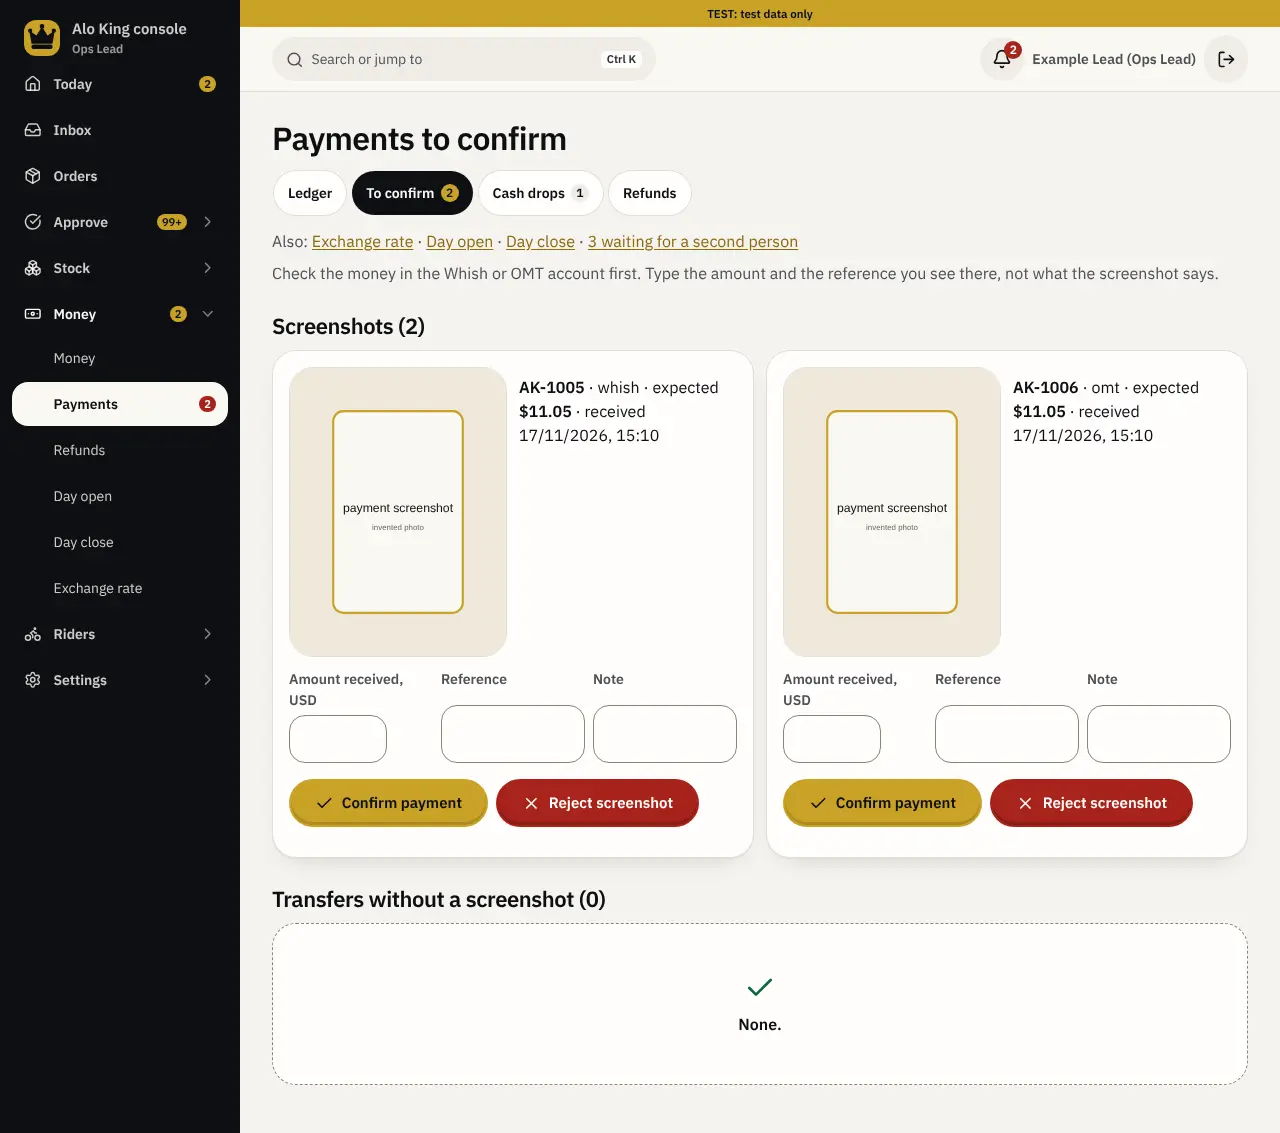 TEST: test data only
Alo King console
Ops Lead
Today 2
Inbox
Orders
Approve 99+
Stock
Money 2
Money
Payments 2
Refunds
Day open
Day close
Exchange rate
Riders
Settings
Search or jump to Ctrl K
2
Example Lead (Ops Lead)
Payments to confirm
Ledger To confirm 2 Cash drops 1 Refunds
Also: Exchange rate · Day open · Day close · 3 waiting for a second person
Check the money in the Whish or OMT account first. Type the amount and the reference you see there, not what the screenshot says.
Screenshots (2)
payment screenshot
invented photo
AK-1005 · whish · expected
$11.05 · received
17/11/2026, 15:10
Amount received, USD
Reference
Note
Confirm payment
Reject screenshot
payment screenshot
invented photo
AK-1006 · omt · expected
$11.05 · received
17/11/2026, 15:10
Amount received, USD
Reference
Note
Confirm payment
Reject screenshot
Transfers without a screenshot (0)
None.